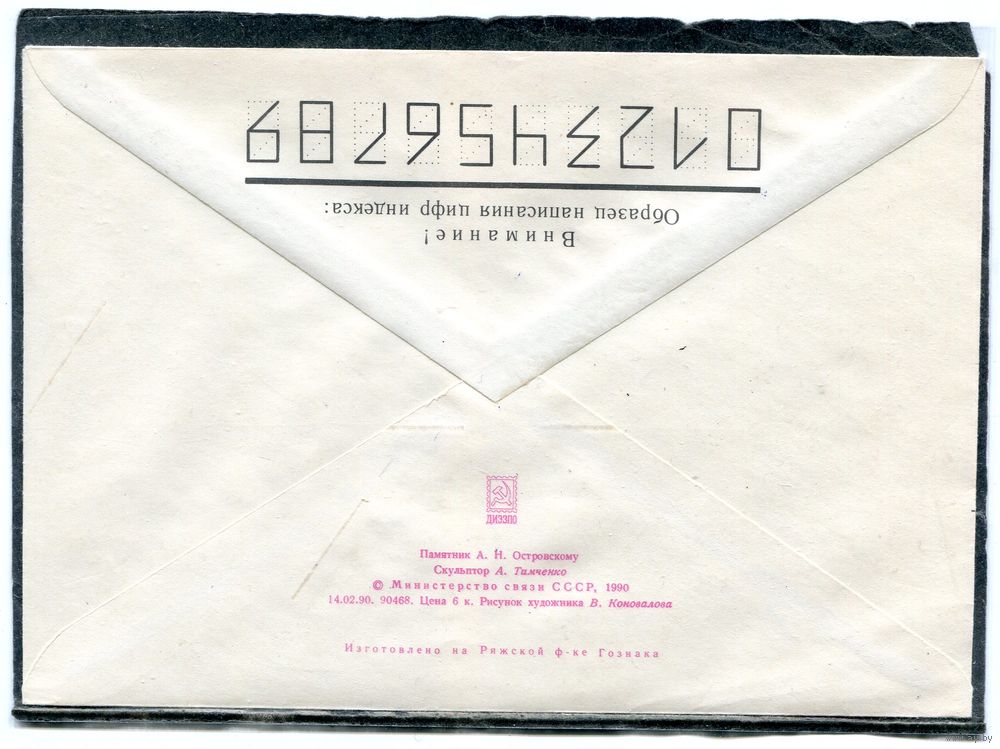 Внимание!
Образец написания цифр индекса:
0123456789
ДИЭЗПО
Памятник А. Н. Островскому
Скульптор А. Тимченко
© Министерство связи СССР, 1990
14.02.90. 90468. Цена 6 к. Рисунок художника В. Коновалова
Изготовлено на Ряжской ф-ке Гознака